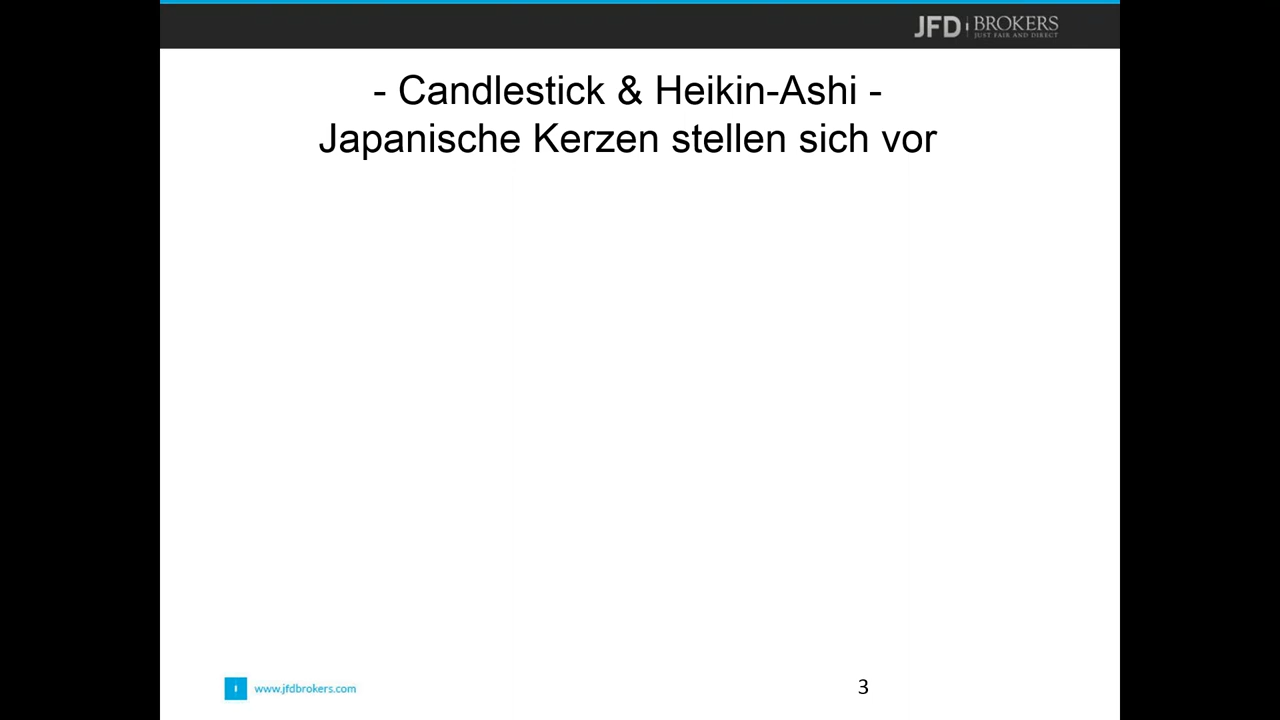 JFD BROKERS
JUST FAIR AND DIRECT
- Candlestick & Heikin-Ashi -
Japanische Kerzen stellen sich vor
www.jfdbrokers.com
3